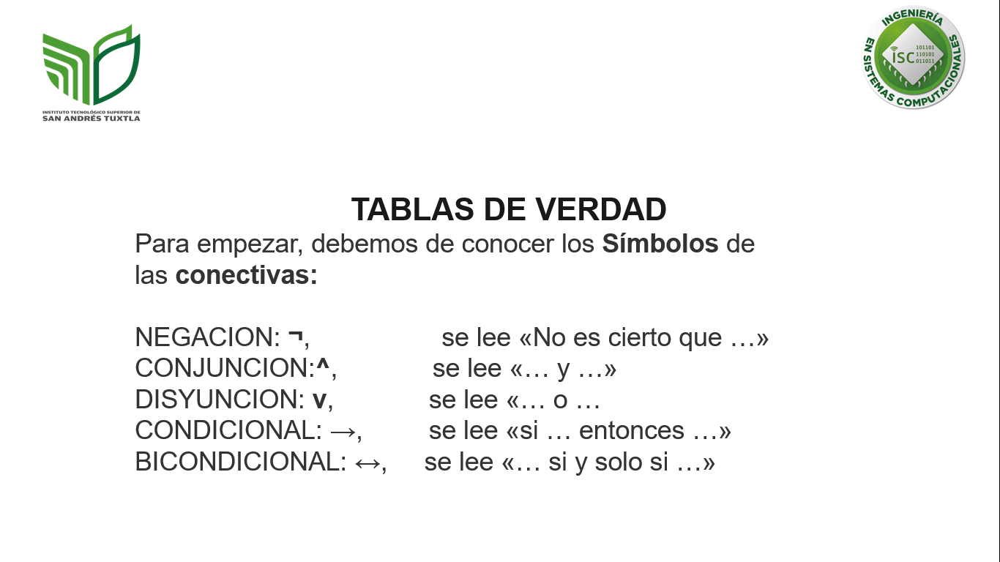 INSTITUTO TECNOLÓGICO SUPERIOR DE
SAN ANDRÉS TUXTLA
INGENIERÍA
EN SISTEMAS COMPUTACIONALES
iSC
101101
110101
011011
TABLAS DE VERDAD
Para empezar, debemos de conocer los Símbolos de
las conectivas:
NEGACION: ¬, se lee «No es cierto que …»
CONJUNCION:^, se lee «… y …»
DISYUNCION: v, se lee «… o …
CONDICIONAL: →, se lee «si … entonces …»
BICONDICIONAL: ↔, se lee «… si y solo si …»